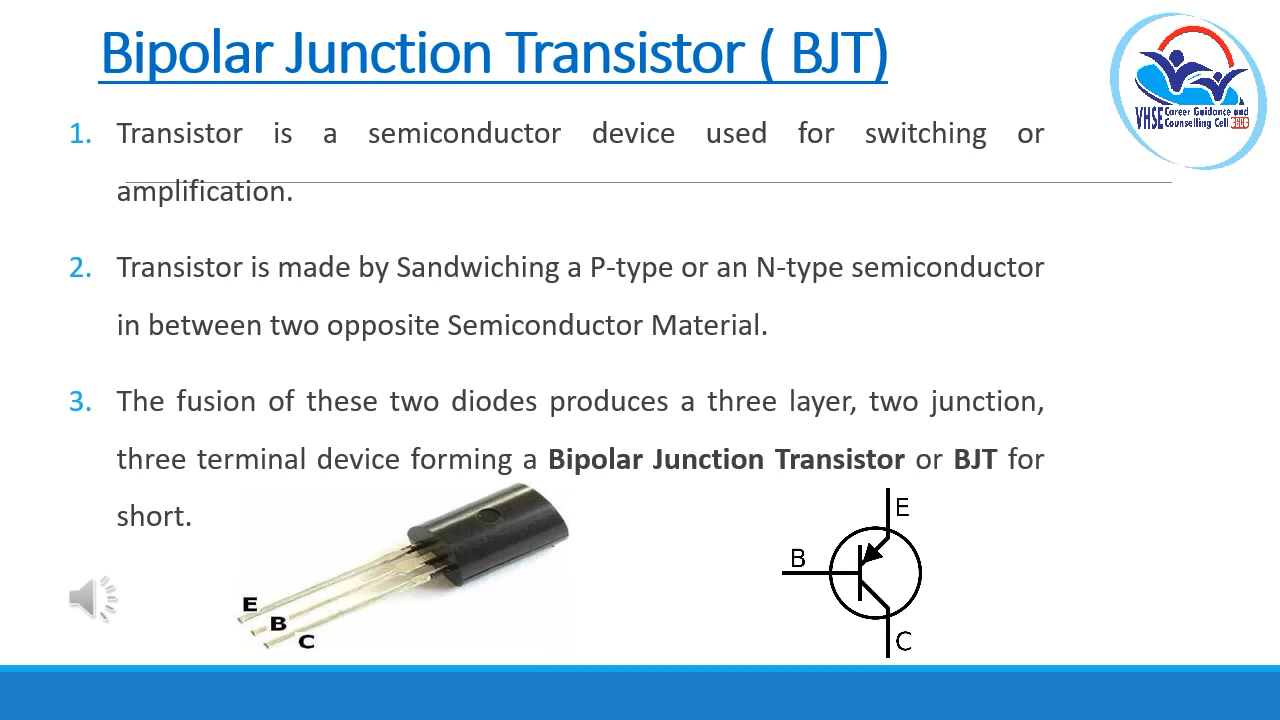 Bipolar Junction Transistor ( BJT)
VHSE Career Guidance and
Counselling Cell
1. Transistor is a semiconductor device used for switching or
amplification.
2. Transistor is made by Sandwiching a P-type or an N-type semiconductor
in between two opposite Semiconductor Material.
3. The fusion of these two diodes produces a three layer, two junction,
three terminal device forming a Bipolar Junction Transistor or BJT for
short.
E
B
C
E
B
C